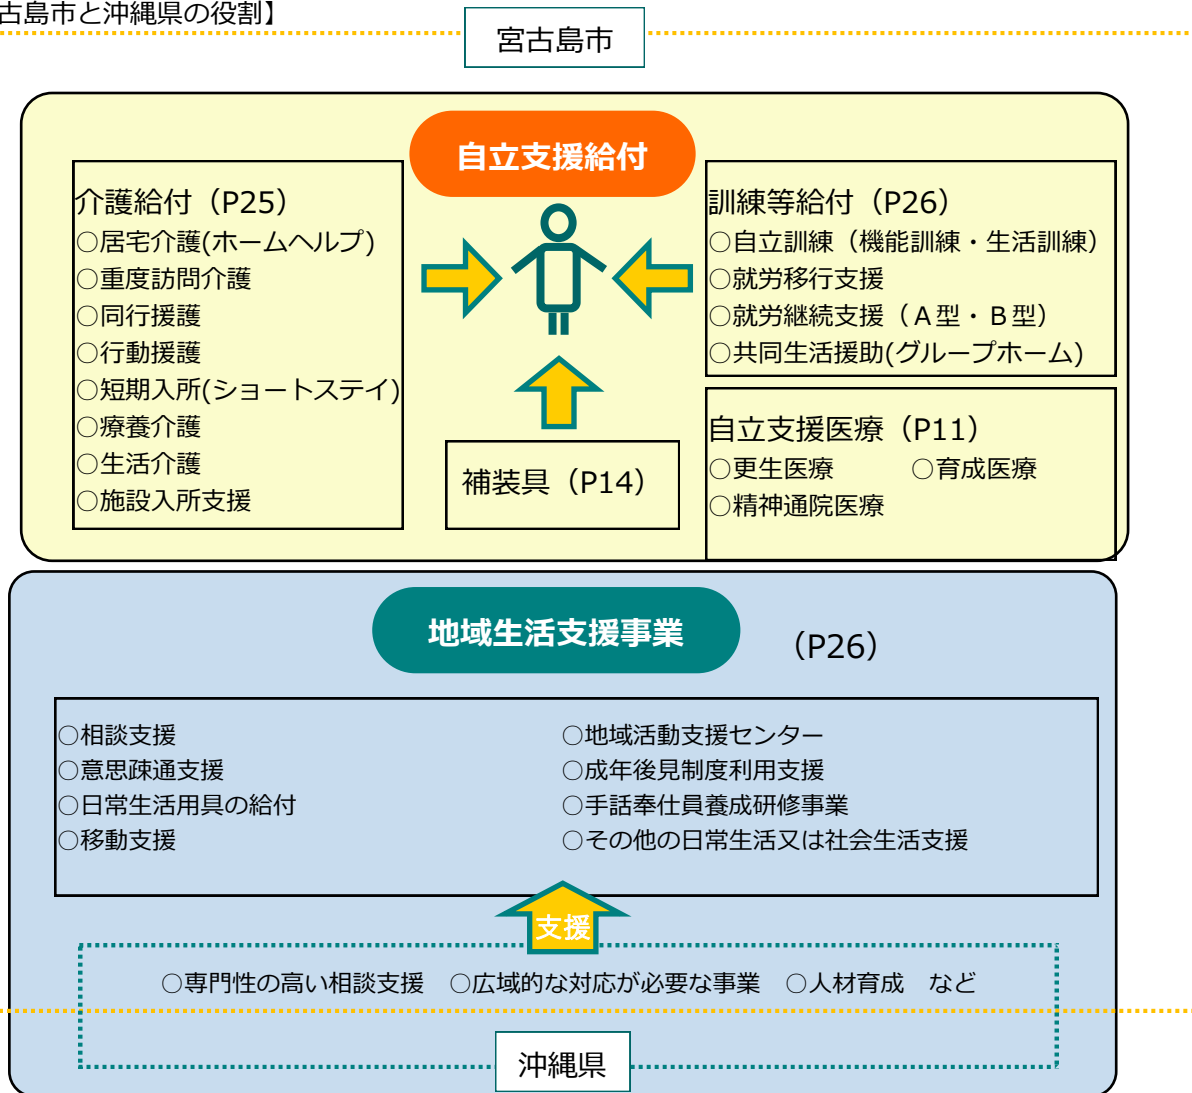 古島市と沖縄県の役割】
宮古島市
自立支援給付
介護給付（P25）
○居宅介護(ホームヘルプ)
○重度訪問介護
○同行援護
○行動援護
○短期入所(ショートステイ)
○療養介護
○生活介護
○施設入所支援
訓練等給付（P26）
○自立訓練（機能訓練・生活訓練）
○就労移行支援
○就労継続支援（Ａ型・Ｂ型）
○共同生活援助(グループホーム)
補装具（P14）
自立支援医療（P11）
○更生医療　　　○育成医療
○精神通院医療
地域生活支援事業
（P26）
○相談支援
○意思疎通支援
○日常生活用具の給付
○移動支援
○地域活動支援センター
○成年後見制度利用支援
○手話奉仕員養成研修事業
○その他の日常生活又は社会生活支援
支援
○専門性の高い相談支援　○広域的な対応が必要な事業　○人材育成　など
沖縄県